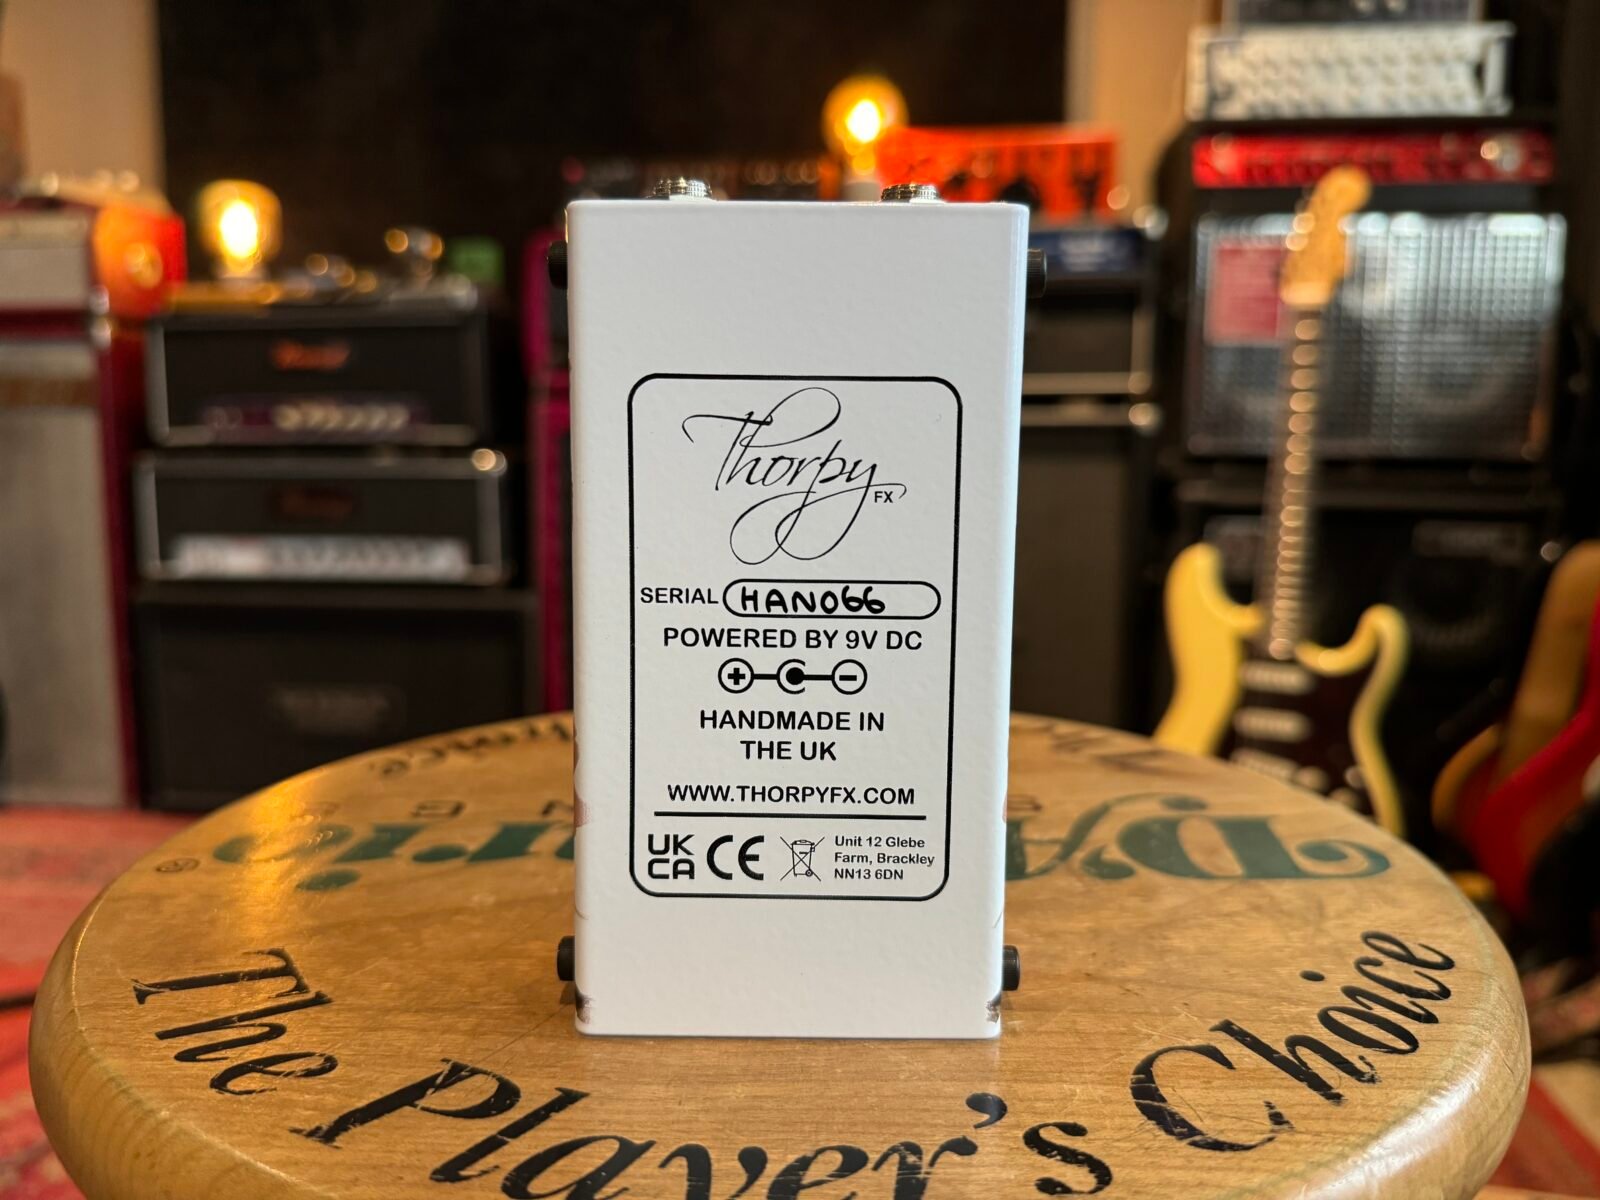 Thorpy
FX
SERIAL HAN066
POWERED BY 9V DC
HANDMADE IN
THE UK
WWW.THORPYFX.COM
UK
CA CE
Unit 12 Glebe
Farm, Brackley
NN13 6DN
The Player's Choice